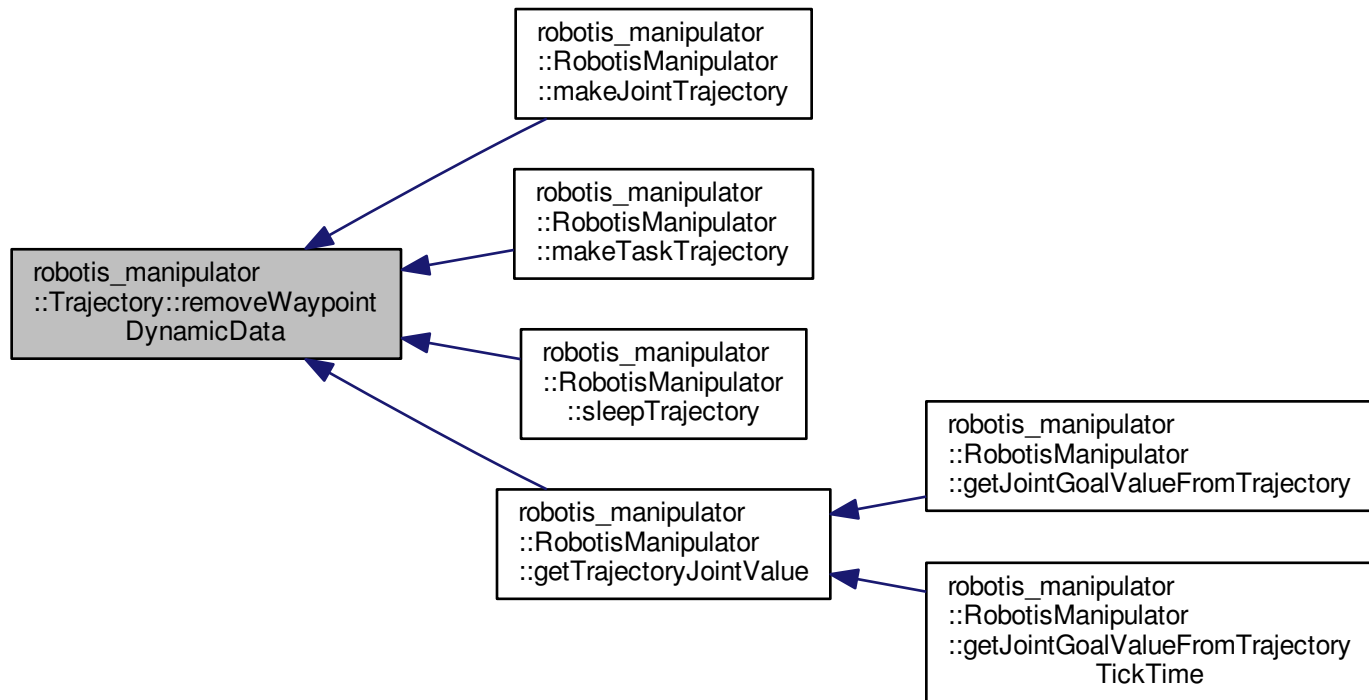 robotis_manipulator
::RobotisManipulator
::makeJointTrajectory
robotis_manipulator
::RobotisManipulator
::makeTaskTrajectory
robotis_manipulator
::Trajectory::removeWaypoint
DynamicData
robotis_manipulator
::RobotisManipulator
::sleepTrajectory
robotis_manipulator
::RobotisManipulator
::getTrajectoryJointValue
robotis_manipulator
::RobotisManipulator
::getJointGoalValueFromTrajectory
robotis_manipulator
::RobotisManipulator
::getJointGoalValueFromTrajectory
TickTime